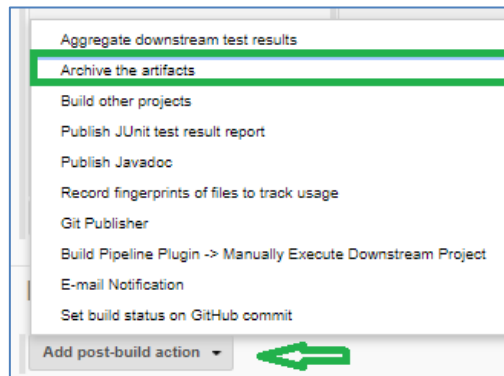 Aggregate downstream test results
Archive the artifacts
Build other projects
Publish JUnit test result report
Publish Javadoc
Record fingerprints of files to track usage
Git Publisher
Build Pipeline Plugin -> Manually Execute Downstream Project
E-mail Notification
Set build status on GitHub commit
Add post-build action